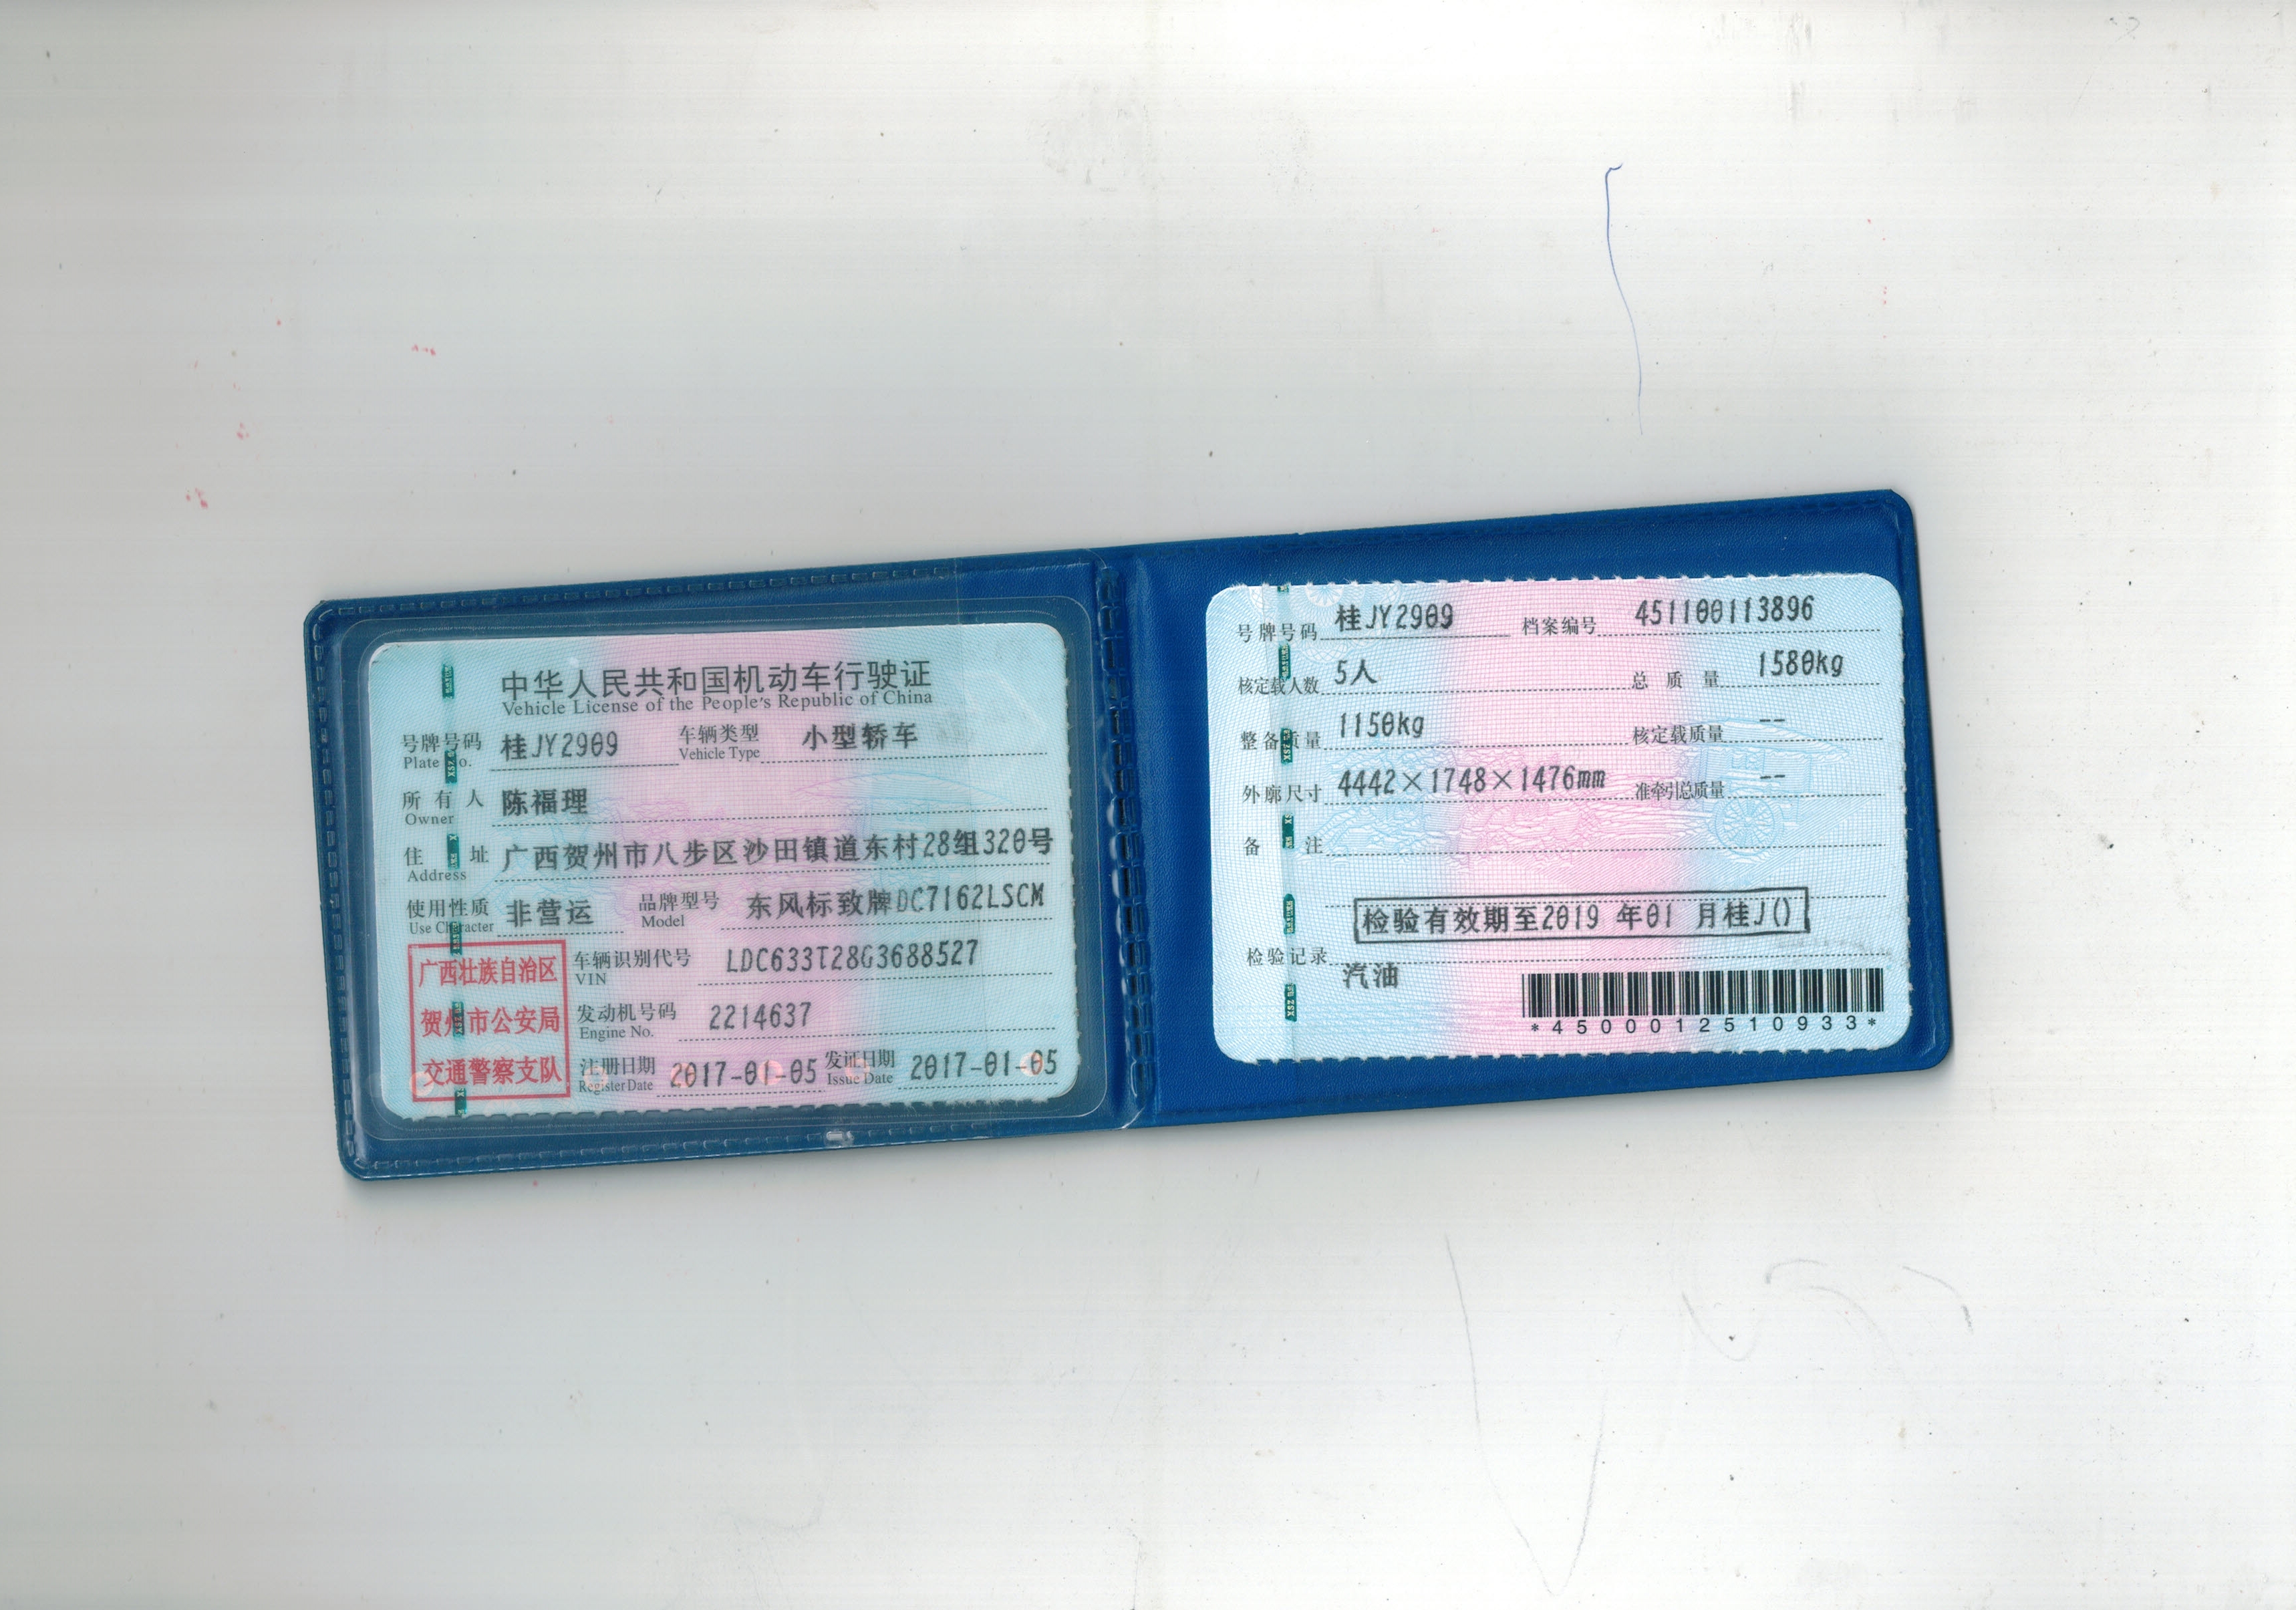 中华人民共和国机动车行驶证
Vehicle License of the People's Republic of China
号牌号码 桂JY2909 车辆类型 小型轿车
Plate No. Vehicle Type
所有人 陈福理
Owner
住址 广西贺州市八步区沙田镇道东村28组320号
Address
使用性质 非营运 品牌型号 东风标致牌DC7162LSCM
Use Character Model
广西壮族自治区
贺州市公安局
交通警察支队
车辆识别代号 LDC633T28G3688527
VIN
发动机号码 2214637
Engine No.
注册日期 2017-01-05 发证日期 2017-01-05
Register Date Issue Date
号牌号码 桂JY2909 档案编号 451100113896
核定载人数 5人 总质量 1580kg
整备质量 1150kg 核定载质量 --
外廓尺寸 4442×1748×1476mm 准牵引总质量 --
备注
检验有效期至2019 年01 月桂J()
检验记录
汽油
*4500012510933*